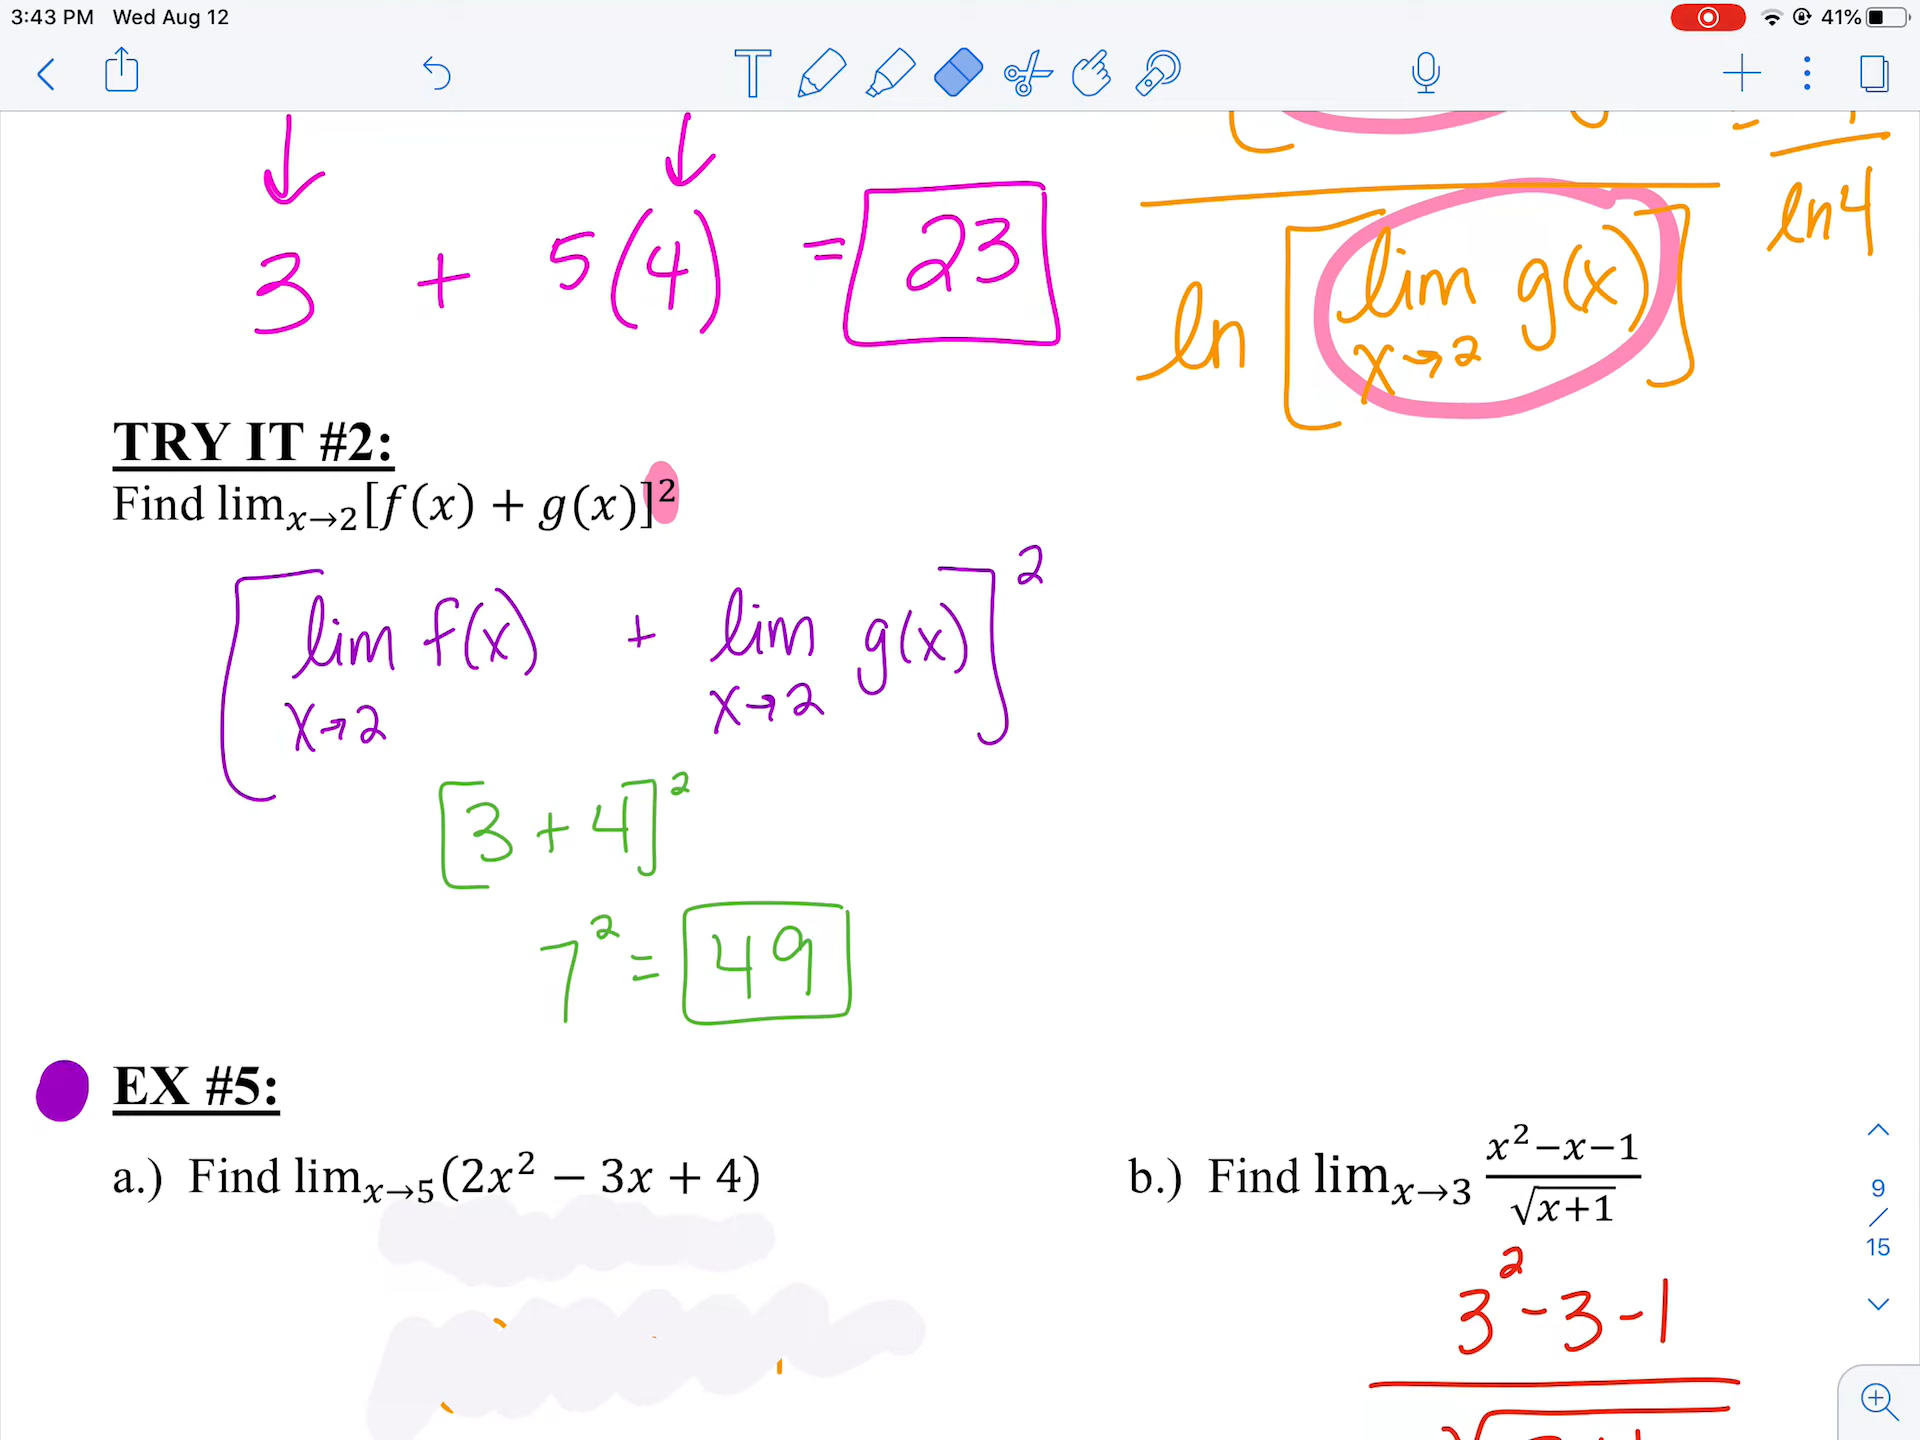 3:43 PM Wed Aug 12 41%
3 + 5(4) = 23
ln4
ln [lim g(x)]
x→2
TRY IT #2:
Find lim x→2 [f(x) + g(x)]²
[lim f(x) + lim g(x)]²
x→2 x→2
[3 + 4]²
7² = 49
EX #5:
a.) Find lim x→5 (2x² − 3x + 4)
b.) Find lim x→3 x²−x−1
√x+1
3² - 3 - 1
9
/
15